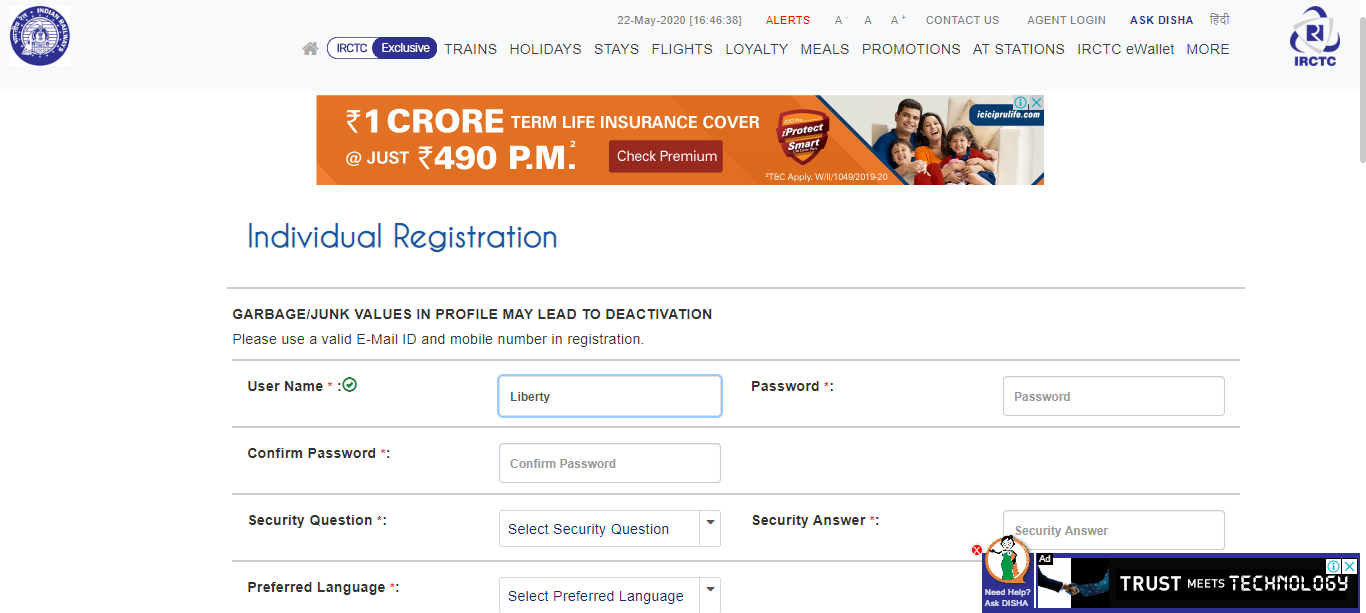 22-May-2020 [16:46:38] ALERTS A - A A + CONTACT US AGENT LOGIN ASK DISHA हिंदी
IRCTC Exclusive TRAINS HOLIDAYS STAYS FLIGHTS LOYALTY MEALS PROMOTIONS AT STATIONS IRCTC eWallet MORE
INDIAN RAILWAYS
IRCTC
₹1 CRORE TERM LIFE INSURANCE COVER
@ JUST ₹490 P.M.²
Check Premium
iProtect
Smart
iciciprulife.com
²T&C Apply. W/II/1049/2019-20
Individual Registration
GARBAGE/JUNK VALUES IN PROFILE MAY LEAD TO DEACTIVATION
Please use a valid E-Mail ID and mobile number in registration.
User Name * : Liberty Password *: Password
Confirm Password *: Confirm Password
Security Question *: Select Security Question Security Answer *: Security Answer
Preferred Language *: Select Preferred Language
Need Help?
Ask DISHA
Ad
TRUST MEETS TECHNOLOGY